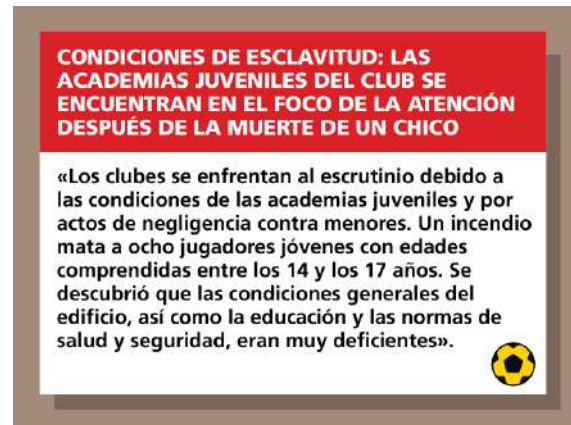 CONDICIONES DE ESCLAVITUD: LAS
ACADEMIAS JUVENILES DEL CLUB SE
ENCUENTRAN EN EL FOCO DE LA ATENCIÓN
DESPUÉS DE LA MUERTE DE UN CHICO
«Los clubes se enfrentan al escrutinio debido a
las condiciones de las academias juveniles y por
actos de negligencia contra menores. Un incendio
mata a ocho jugadores jóvenes con edades
comprendidas entre los 14 y los 17 años. Se
descubrió que las condiciones generales del
edificio, así como la educación y las normas de
salud y seguridad, eran muy deficientes».